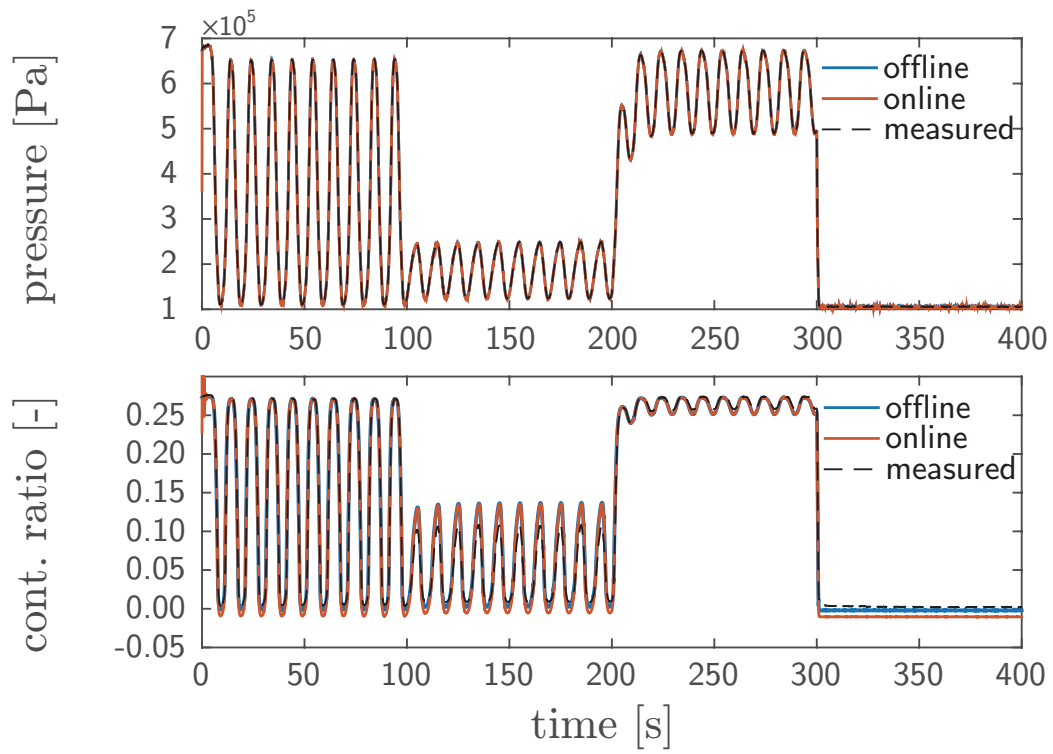 ×10⁵
7
6
5
4
3
2
1
pressure [Pa]
offline
online
measured
0 50 100 150 200 250 300 350 400
0.25
0.20
0.15
0.10
0.05
0.00
-0.05
cont. ratio [-]
offline
online
measured
0 50 100 150 200 250 300 350 400
time [s]